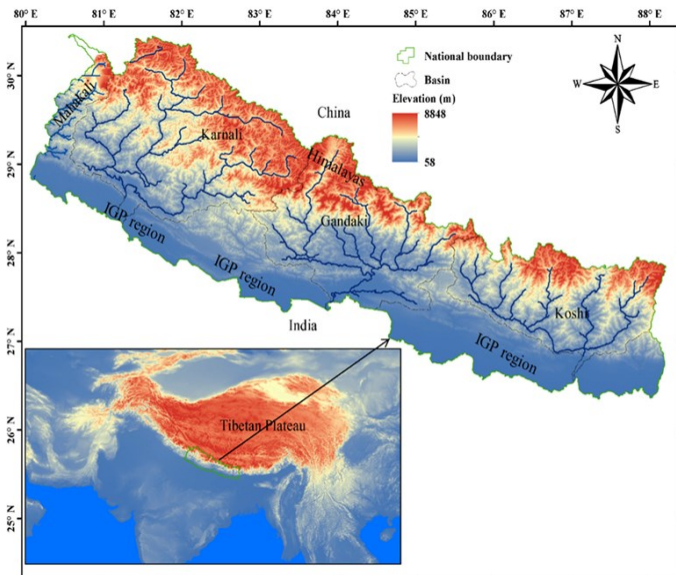 80° E 81° E 82° E 83° E 84° E 85° E 86° E 87° E 88° E
30° N
29° N
28° N
27° N
26° N
25° N
National boundary
Basin
Elevation (m)
8848
58
N
W E
S
China
Mahakali
Karnali
Himalayas
Gandaki
Koshi
IGP region
IGP region
IGP region
India
Tibetan Plateau